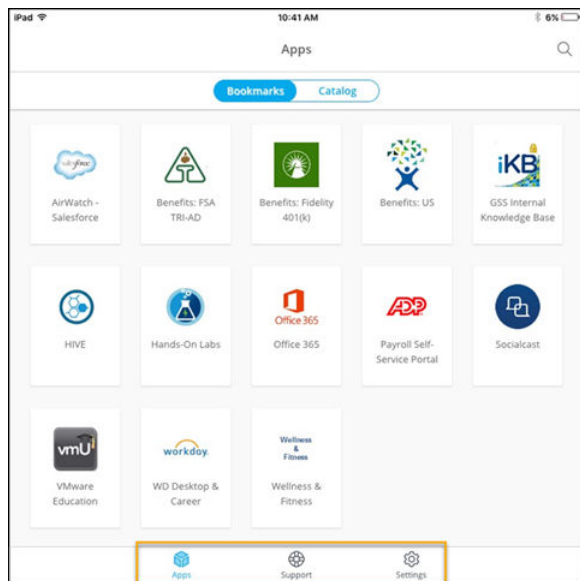 iPad 10:41 AM 6%
Apps
Bookmarks Catalog
salesforce
iKB
AirWatch - Salesforce
Benefits: FSA TRI-AD
Benefits: Fidelity 401(k)
Benefits: US
GSS Internal Knowledge Base
Office 365
ADP
HIVE
Hands-On Labs
Office 365
Payroll Self-Service Portal
Socialcast
vmU
workday.
Wellness
&
Fitness
VMware Education
WD Desktop & Career
Wellness & Fitness
Apps Support Settings